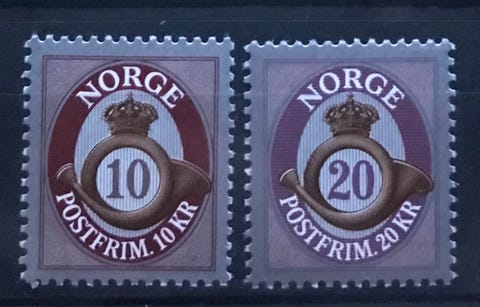 NORGE
10
POSTFRIM. 10 KR
NORGE
20
POSTFRIM. 20 KR